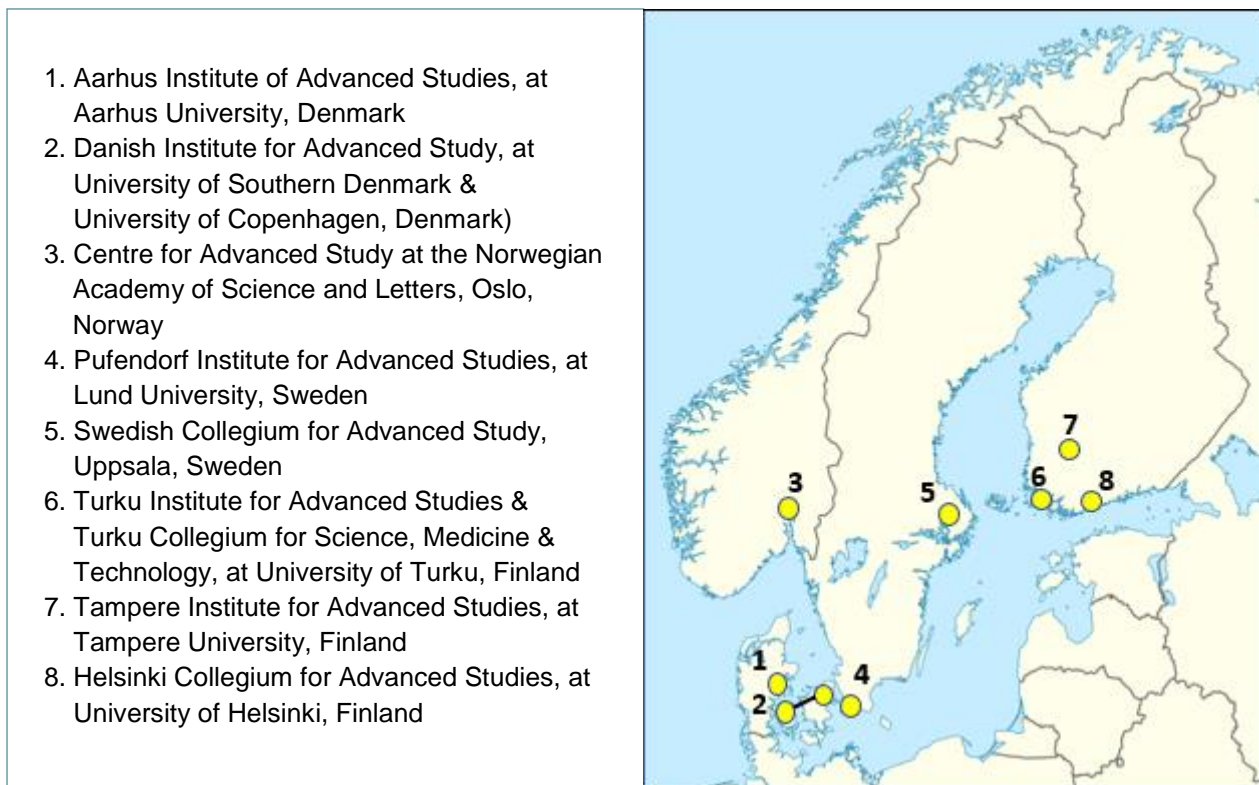 1. Aarhus Institute of Advanced Studies, at
Aarhus University, Denmark
2. Danish Institute for Advanced Study, at
University of Southern Denmark &
University of Copenhagen, Denmark)
3. Centre for Advanced Study at the Norwegian
Academy of Science and Letters, Oslo,
Norway
4. Pufendorf Institute for Advanced Studies, at
Lund University, Sweden
5. Swedish Collegium for Advanced Study,
Uppsala, Sweden
6. Turku Institute for Advanced Studies &
Turku Collegium for Science, Medicine &
Technology, at University of Turku, Finland
7. Tampere Institute for Advanced Studies, at
Tampere University, Finland
8. Helsinki Collegium for Advanced Studies, at
University of Helsinki, Finland
7
3
5
6
8
1
2
4